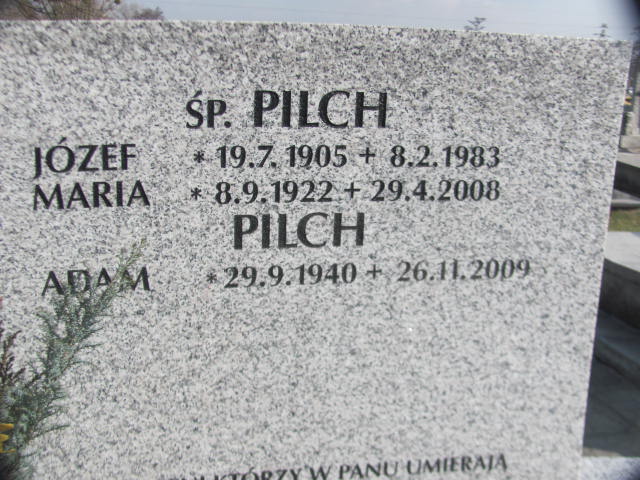 ŚP. PILCH
JÓZEF * 19.7.1905 + 8.2.1983
MARIA * 8.9.1922 + 29.4.2008
PILCH
ADAM * 29.9.1940 + 26.11.2009
KTÓRZY W PANU UMIERAJĄ